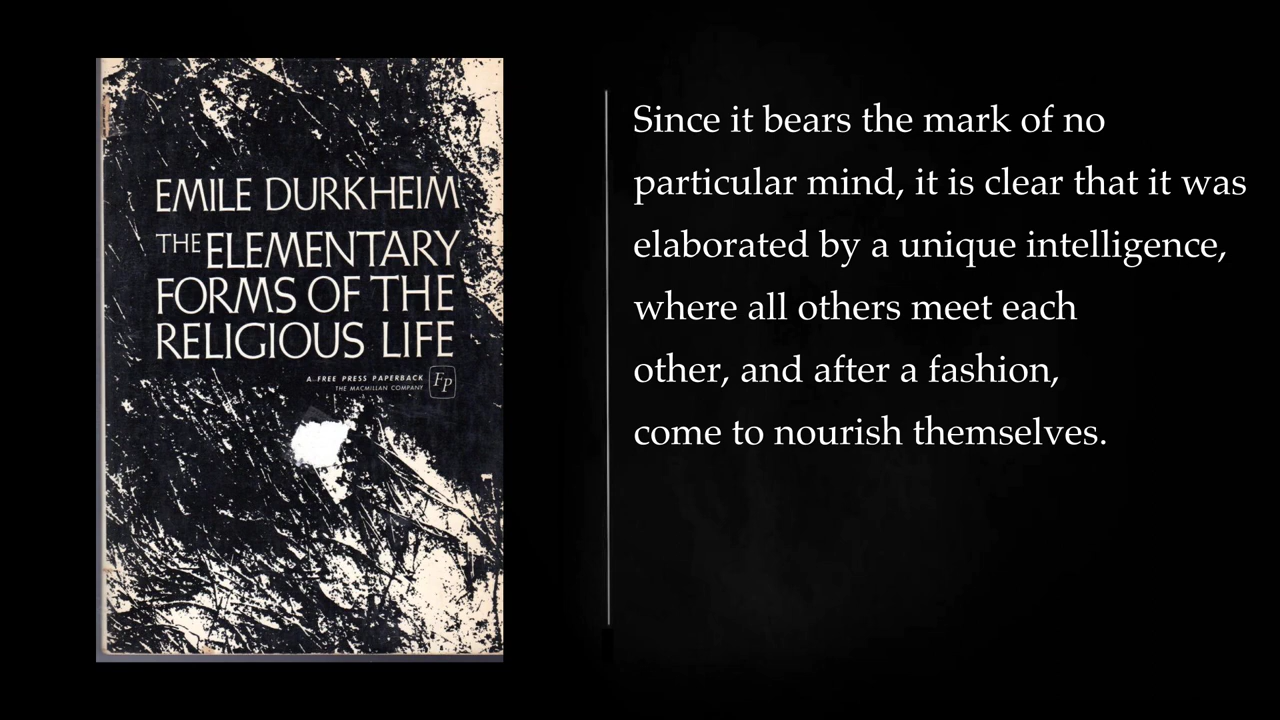 EMILE DURKHEIM
THE ELEMENTARY
FORMS OF THE
RELIGIOUS LIFE
A FREE PRESS PAPERBACK
THE MACMILLAN COMPANY
Fp
Since it bears the mark of no
particular mind, it is clear that it was
elaborated by a unique intelligence,
where all others meet each
other, and after a fashion,
come to nourish themselves.